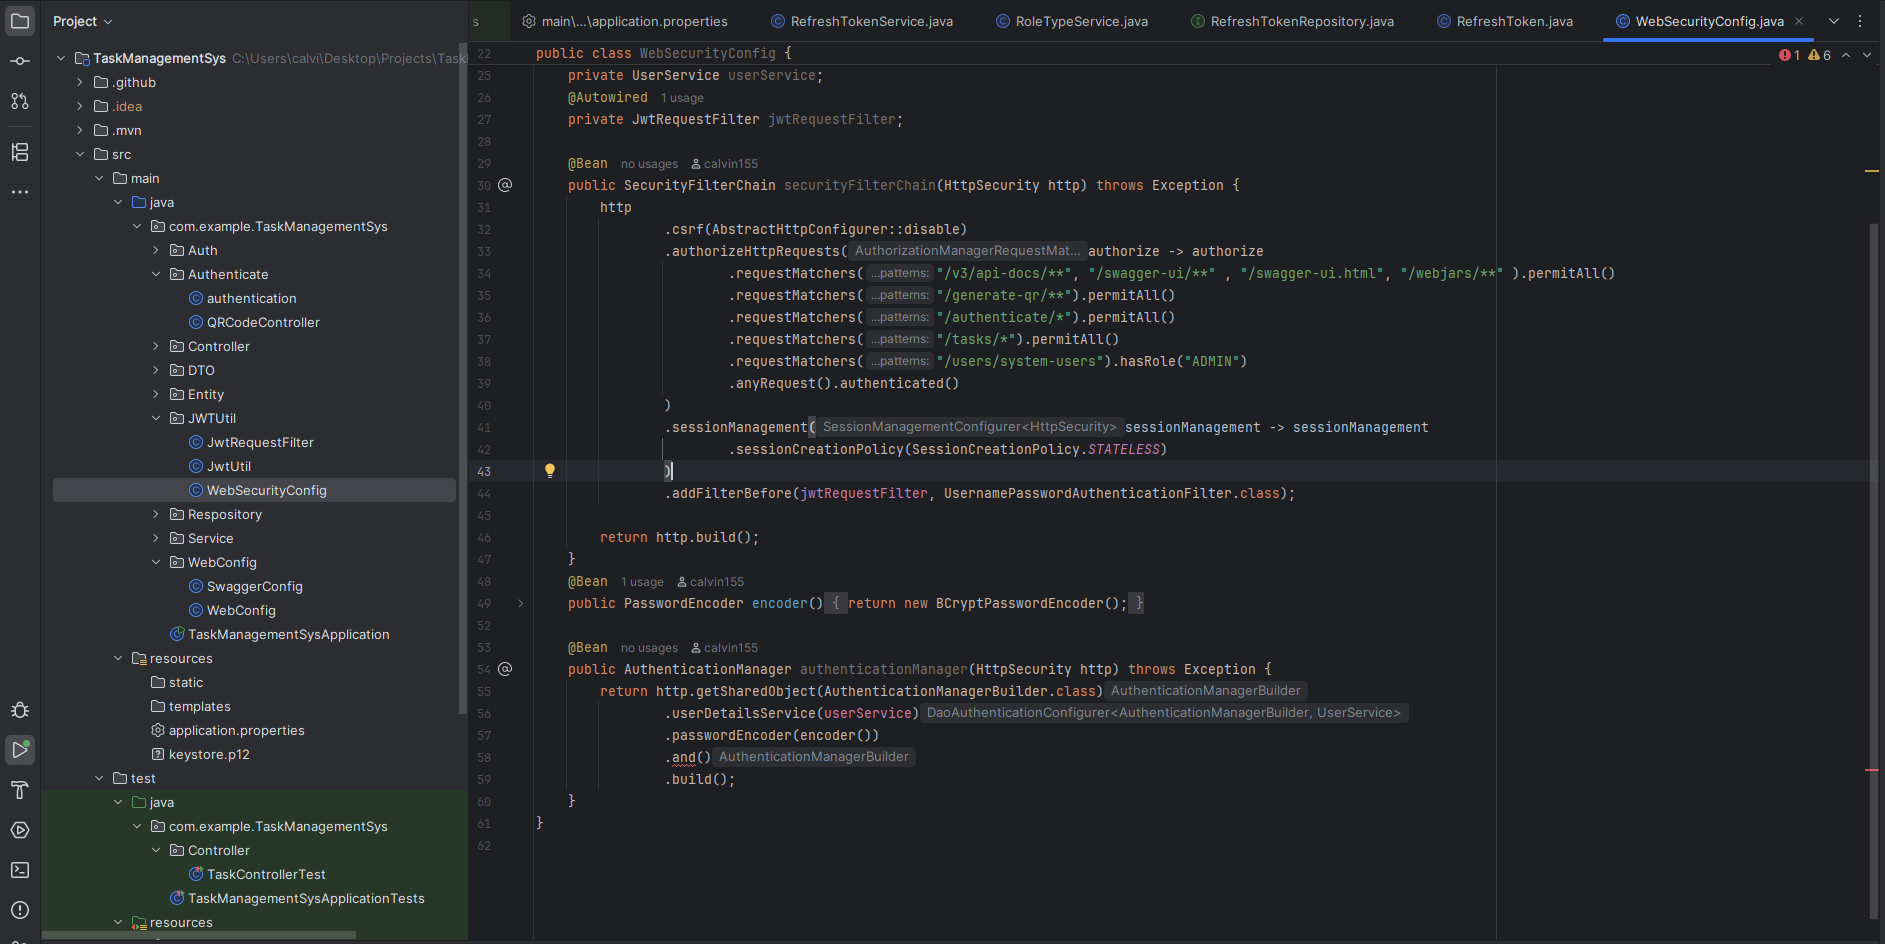 Project
TaskManagementSys C:\Users\calvi\Desktop\Projects\Task
.github
.idea
.mvn
src
main
java
com.example.TaskManagementSys
Auth
Authenticate
authentication
QRCodeController
Controller
DTO
Entity
JWTUtil
JwtRequestFilter
JwtUtil
WebSecurityConfig
Respository
Service
WebConfig
SwaggerConfig
WebConfig
TaskManagementSysApplication
resources
static
templates
application.properties
keystore.p12
test
java
com.example.TaskManagementSys
Controller
TaskControllerTest
TaskManagementSysApplicationTests
resources
s main\...\application.properties RefreshTokenService.java RoleTypeService.java RefreshTokenRepository.java RefreshToken.java WebSecurityConfig.java
1 6
22 public class WebSecurityConfig {
25 private UserService userService;
26 @Autowired 1 usage
27 private JwtRequestFilter jwtRequestFilter;
28
29 @Bean no usages calvin155
30 public SecurityFilterChain securityFilterChain(HttpSecurity http) throws Exception {
31 http
32 .csrf(AbstractHttpConfigurer::disable)
33 .authorizeHttpRequests( AuthorizationManagerRequestMat... authorize -> authorize
34 .requestMatchers( ...patterns: "/v3/api-docs/**", "/swagger-ui/**" , "/swagger-ui.html", "/webjars/**" ).permitAll()
35 .requestMatchers( ...patterns: "/generate-qr/**").permitAll()
36 .requestMatchers( ...patterns: "/authenticate/*").permitAll()
37 .requestMatchers( ...patterns: "/tasks/*").permitAll()
38 .requestMatchers( ...patterns: "/users/system-users").hasRole("ADMIN")
39 .anyRequest().authenticated()
40 )
41 .sessionManagement( SessionManagementConfigurer<HttpSecurity> sessionManagement -> sessionManagement
42 .sessionCreationPolicy(SessionCreationPolicy.STATELESS)
43 )
44 .addFilterBefore(jwtRequestFilter, UsernamePasswordAuthenticationFilter.class);
45
46 return http.build();
47 }
48 @Bean 1 usage calvin155
49 public PasswordEncoder encoder() { return new BCryptPasswordEncoder(); }
52
53 @Bean no usages calvin155
54 public AuthenticationManager authenticationManager(HttpSecurity http) throws Exception {
55 return http.getSharedObject(AuthenticationManagerBuilder.class) AuthenticationManagerBuilder
56 .userDetailsService(userService) DaoAuthenticationConfigurer<AuthenticationManagerBuilder, UserService>
57 .passwordEncoder(encoder())
58 .and() AuthenticationManagerBuilder
59 .build();
60 }
61 }
62